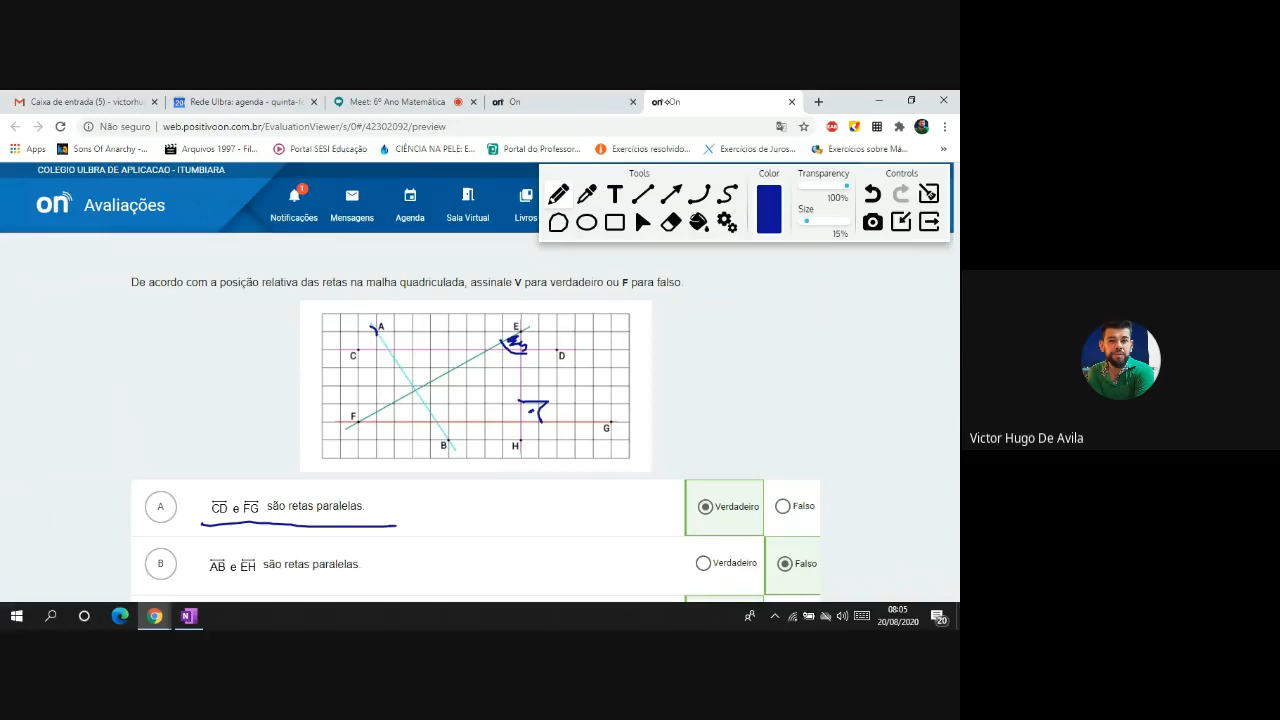 Caixa de entrada (5) - victorhu
Rede Ulbra: agenda - quinta-fe
Meet: 6º Ano Matemática
On
On
Não seguro
web.positivoon.com.br/EvaluationViewer/s/0#/42302092/preview
Apps
Sons Of Anarchy -...
Arquivos 1997 - Fil...
Portal SESI Educação
CIÊNCIA NA PELE: E...
Portal do Professor...
Exercícios resolvido...
Exercícios de Juros...
Exercícios sobre Má...
»
COLEGIO ULBRA DE APLICACAO - ITUMBIARA
on
Avaliações
1
Notificações
Mensagens
Agenda
Sala Virtual
Livros
Tools
Color
Transparency
100%
Size
15%
Controls
De acordo com a posição relativa das retas na malha quadriculada, assinale V para verdadeiro ou F para falso.
A
E
C
D
F
G
B
H
A
CD e FG são retas paralelas.
Verdadeiro
Falso
B
AB e EH são retas paralelas.
Verdadeiro
Falso
08:05
20/08/2020
20
Victor Hugo De Avila